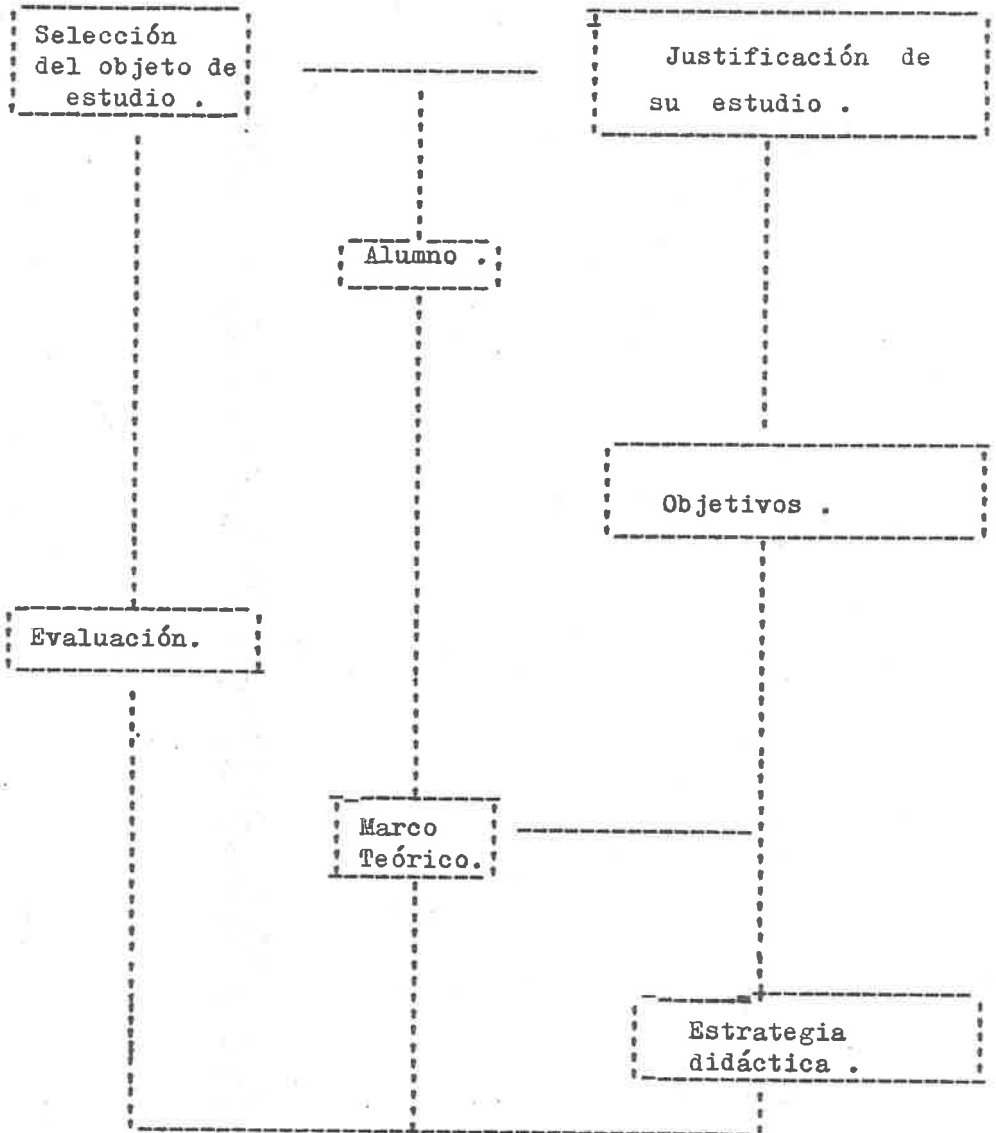 Selección
del objeto de
estudio .
Justificación de
su estudio .
Alumno .
Objetivos .
Evaluación.
Marco
Teórico.
Estrategia
didáctica .